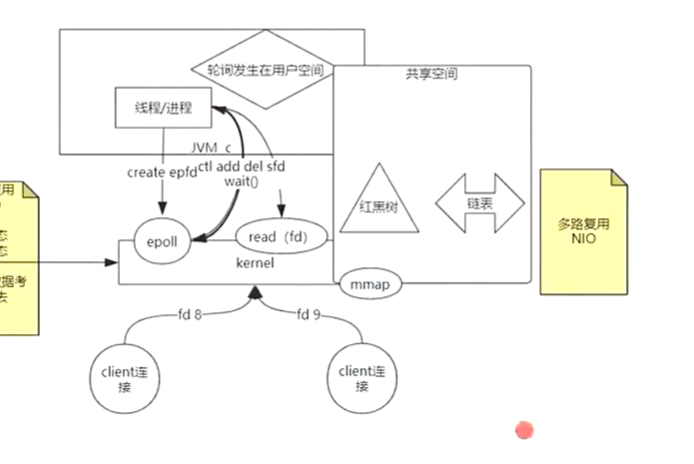 轮词发生在用户空间
共享空间
线程/进程
JVM c
create epfd
ctl add del sfd
wait()
红黑树
链表
epoll
read（fd）
kernel
mmap
多路复用
NIO
用
态
态
据考
去
fd 8
fd 9
client连
接
client连
接